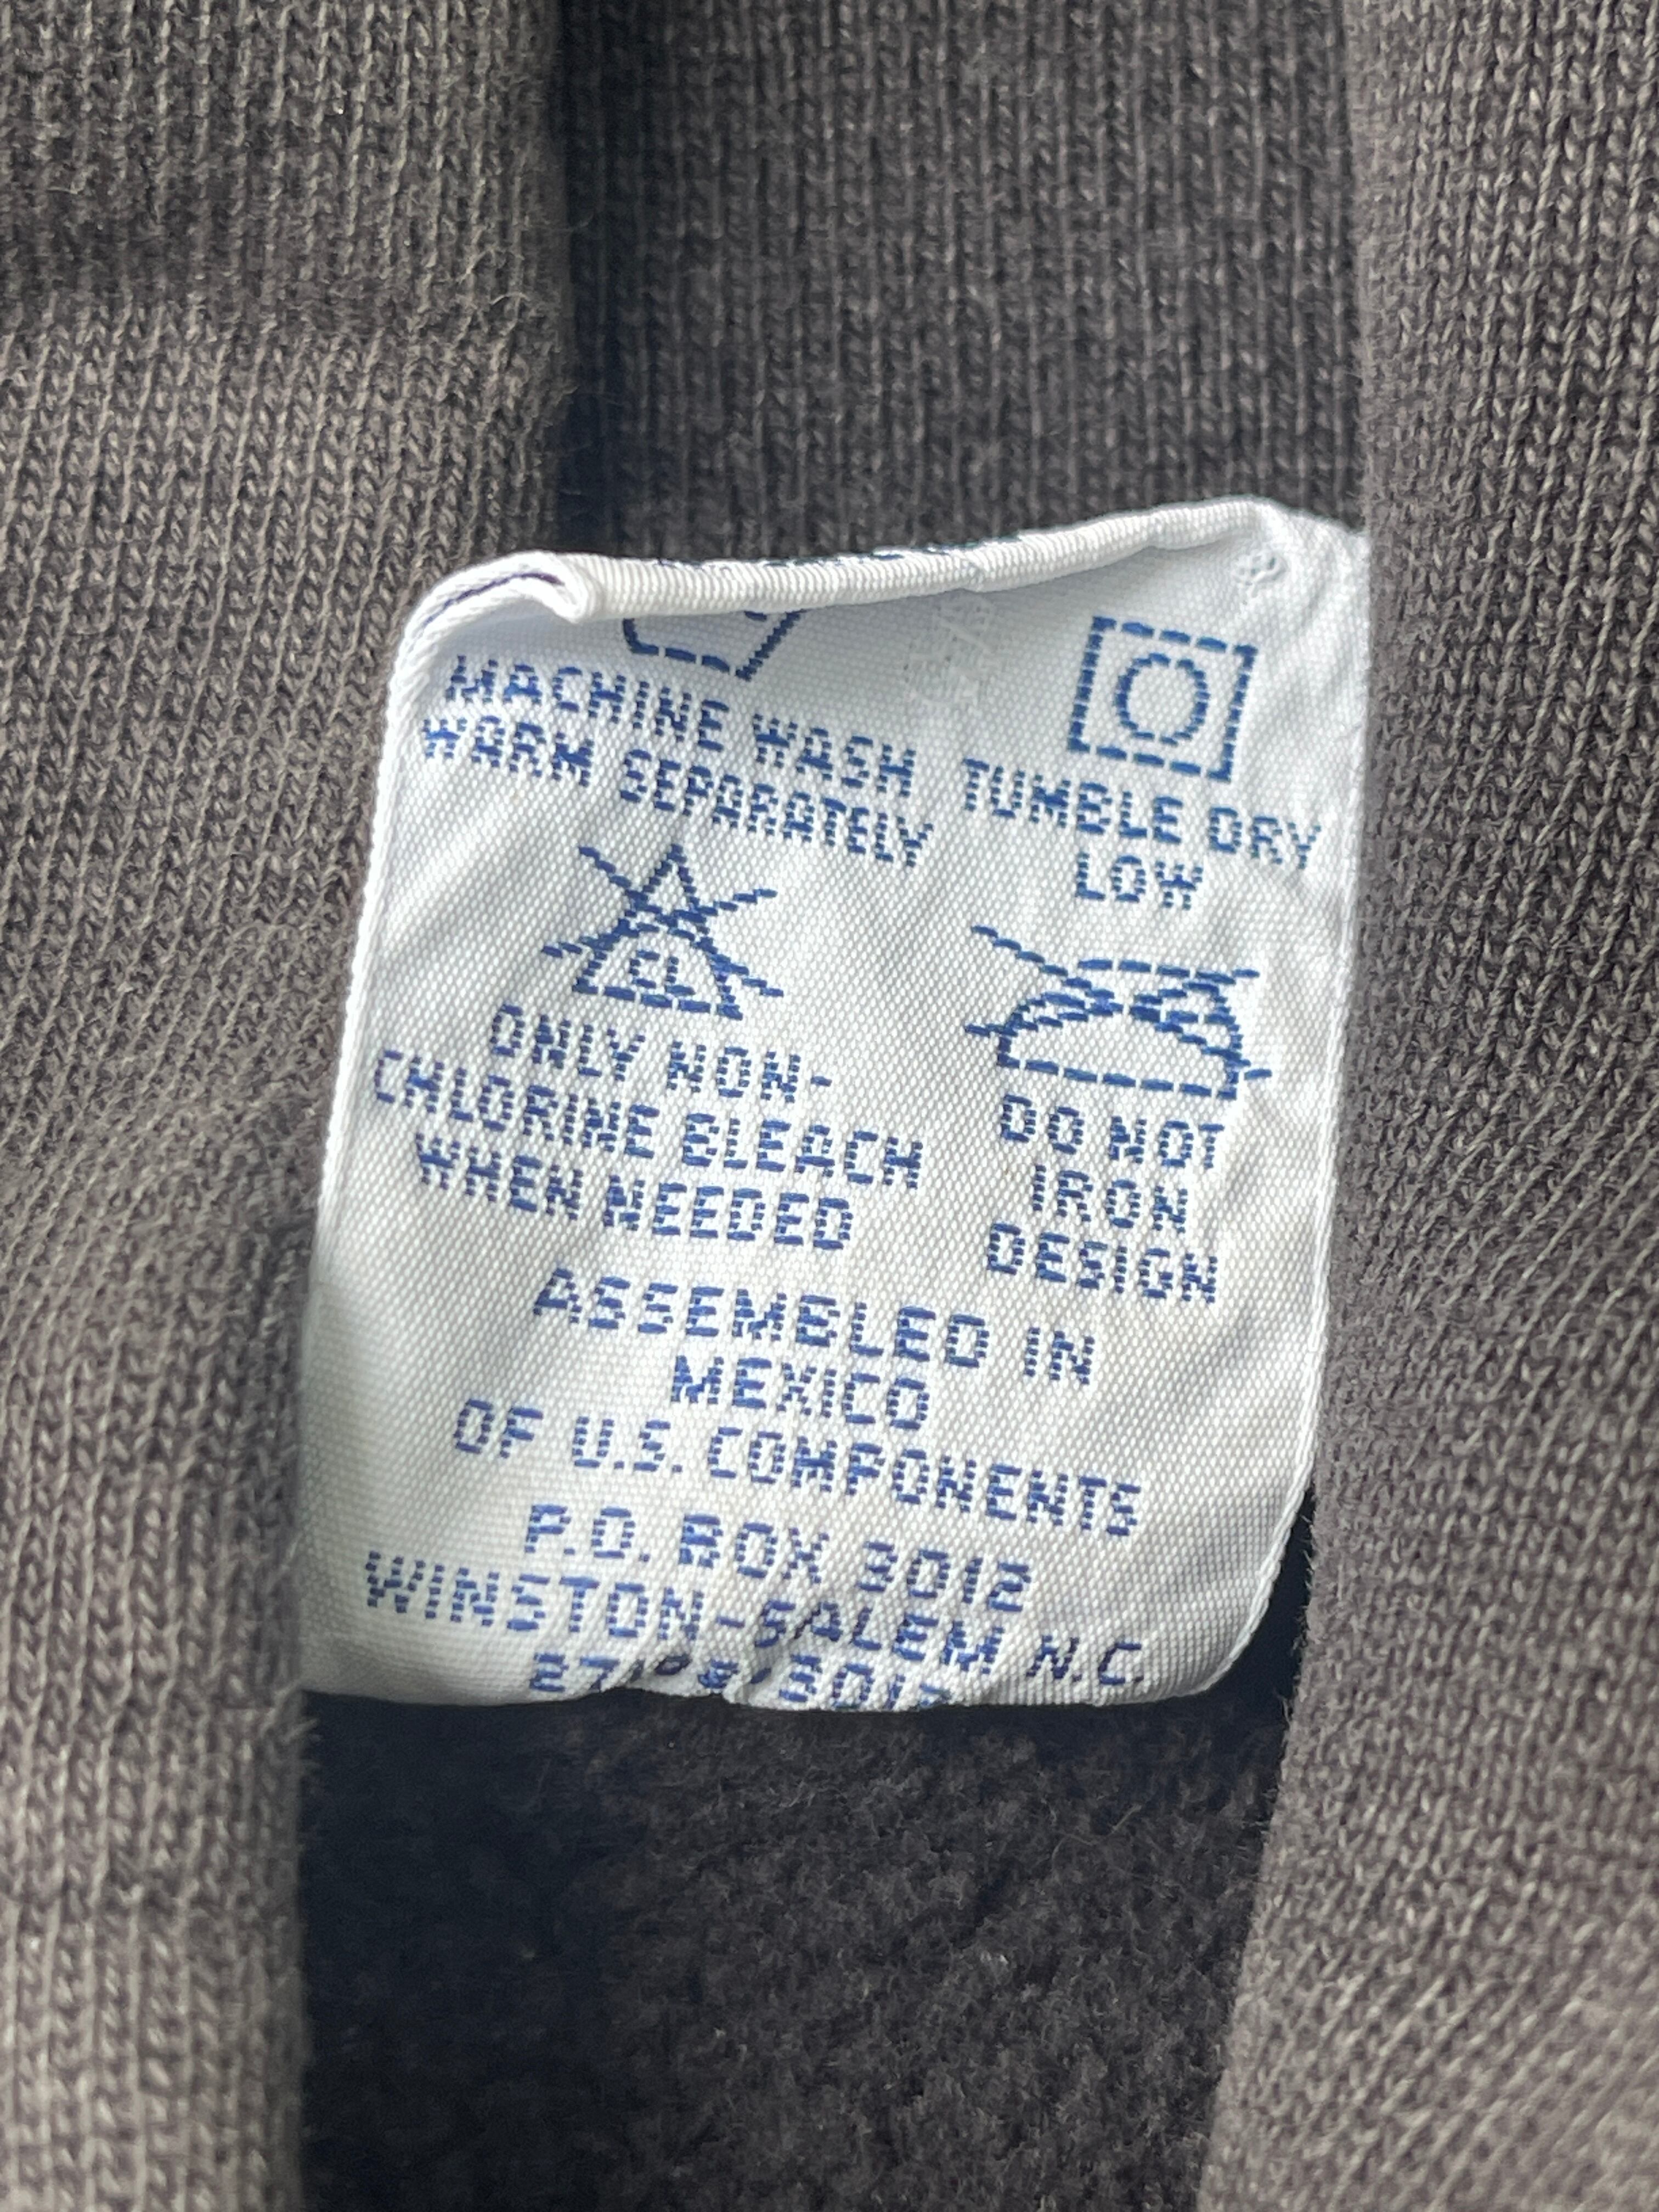 MACHINE WASH
WARM SEPARATELY
TUMBLE DRY
LOW
CL
ONLY NON-
CHLORINE BLEACH
WHEN NEEDED
DO NOT
IRON
DESIGN
ASSEMBLED IN
MEXICO
OF U.S. COMPONENTS
P.O. BOX 3012
WINSTON-SALEM N.C.